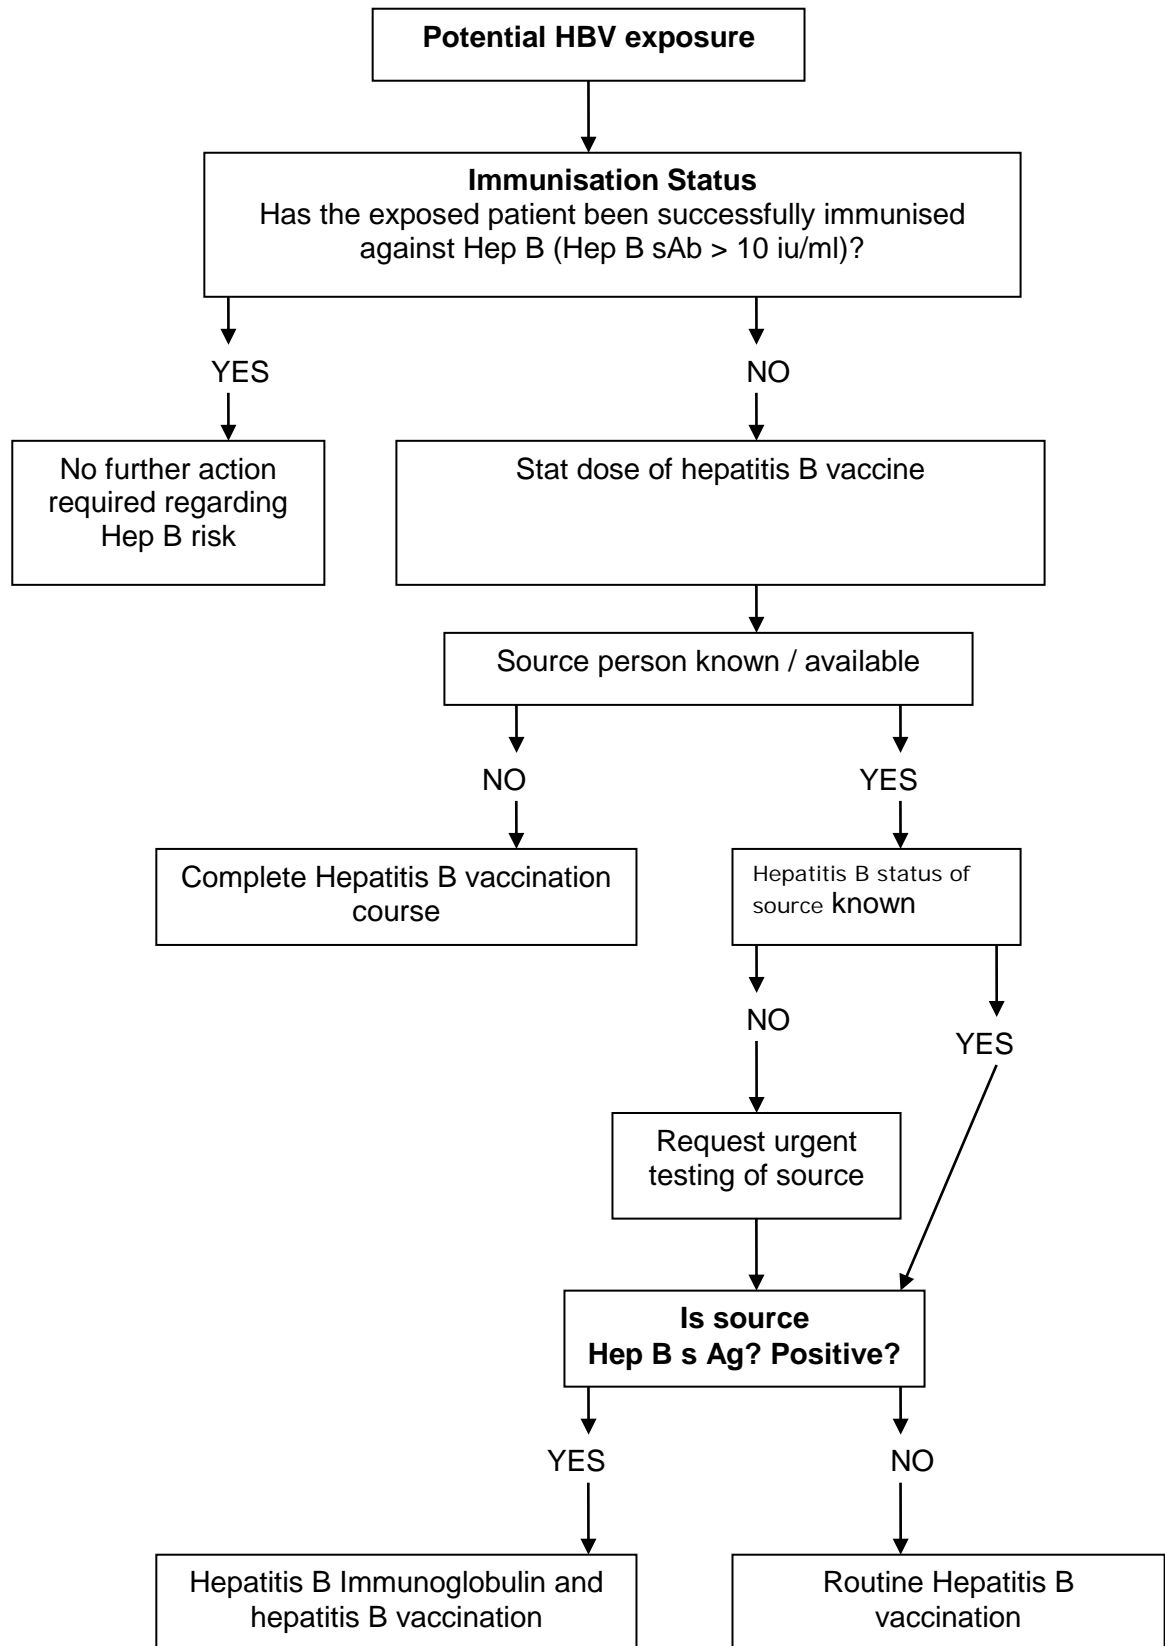 Potential HBV exposure
Immunisation Status
Has the exposed patient been successfully immunised
against Hep B (Hep B sAb > 10 iu/ml)?
YES
NO
No further action
required regarding
Hep B risk
Stat dose of hepatitis B vaccine
Source person known / available
NO
YES
Complete Hepatitis B vaccination
course
Hepatitis B status of
source known
NO
YES
Request urgent
testing of source
Is source
Hep B s Ag? Positive?
YES
NO
Hepatitis B Immunoglobulin and
hepatitis B vaccination
Routine Hepatitis B
vaccination